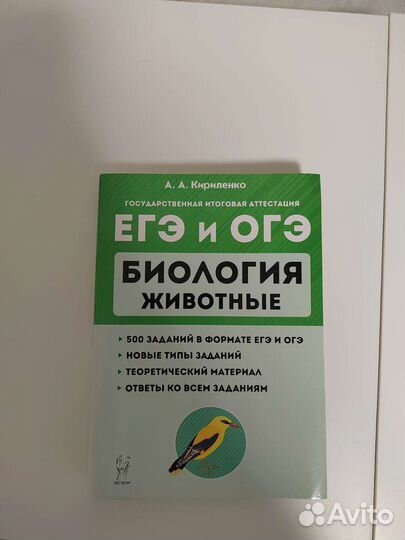 А. А. Кириленко
ГОСУДАРСТВЕННАЯ ИТОГОВАЯ АТТЕСТАЦИЯ
ЕГЭ и ОГЭ
БИОЛОГИЯ
ЖИВОТНЫЕ
500 ЗАДАНИЙ В ФОРМАТЕ ЕГЭ И ОГЭ
НОВЫЕ ТИПЫ ЗАДАНИЙ
ТЕОРЕТИЧЕСКИЙ МАТЕРИАЛ
ОТВЕТЫ КО ВСЕМ ЗАДАНИЯМ
ЛЕГИОН
Avito